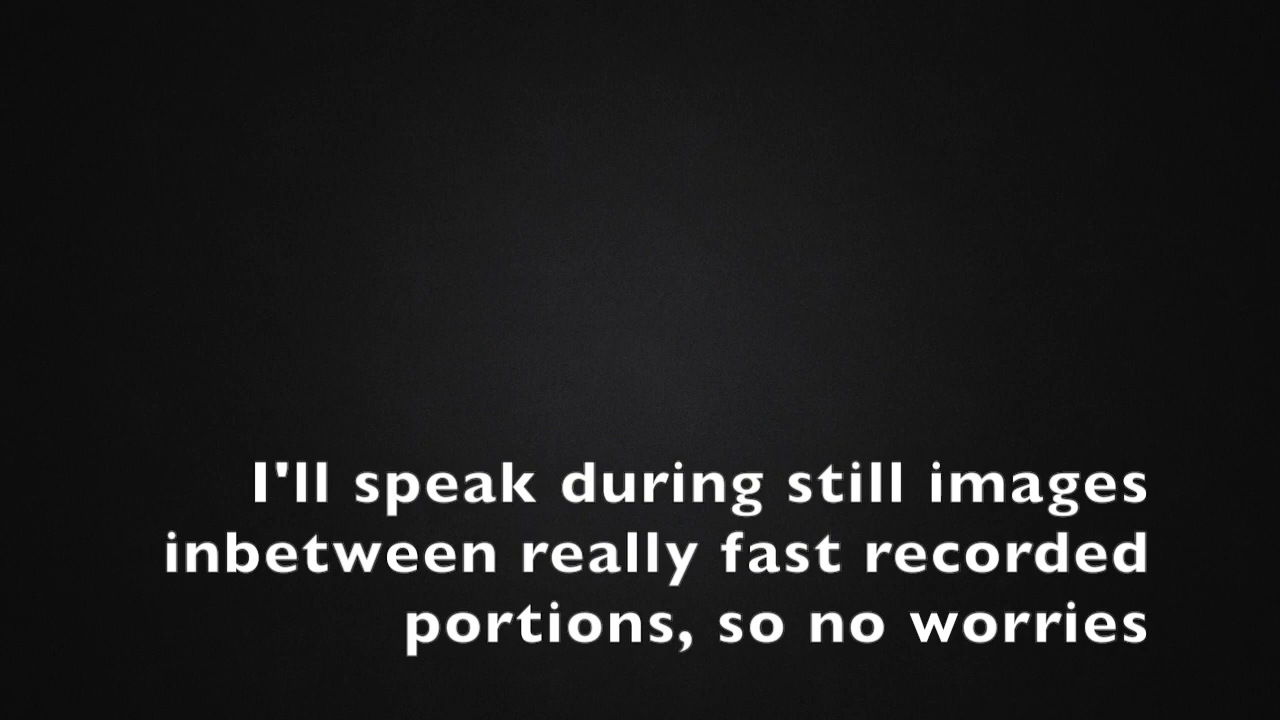 I'll speak during still images
inbetween really fast recorded
portions, so no worries